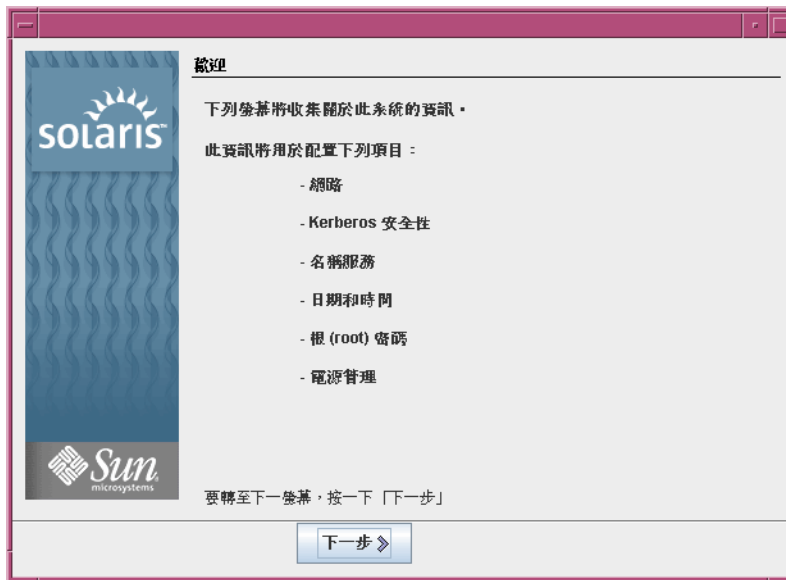 歡迎
solaris™
下列螢幕將收集關於此系統的資訊。
此資訊將用於配置下列項目：
- 網路
- Kerberos 安全性
- 名稱服務
- 日期和時間
- 根 (root) 密碼
- 電源管理
Sun
microsystems
要轉至下一螢幕，按一下「下一步」
下一步